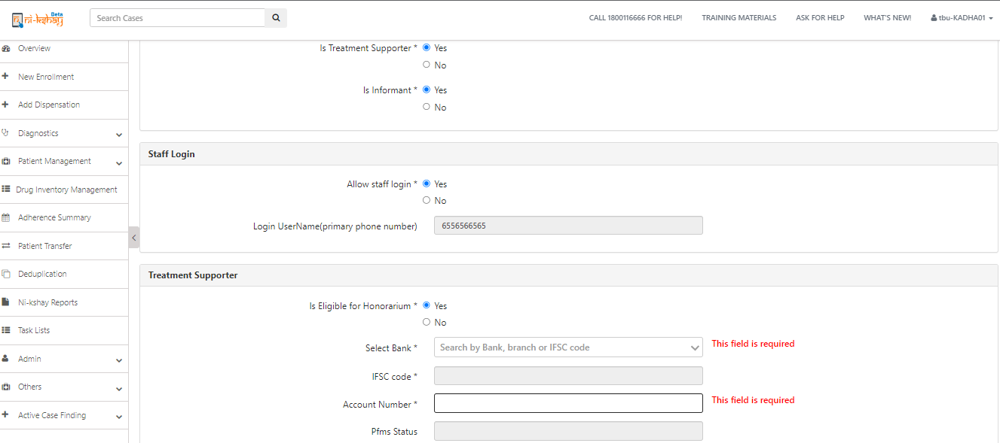 ni-kshay Beta
Search Cases
CALL 1800116666 FOR HELP!
TRAINING MATERIALS
ASK FOR HELP
WHAT'S NEW!
tbu-KADHA01
Overview
New Enrollment
Add Dispensation
Diagnostics
Patient Management
Drug Inventory Management
Adherence Summary
Patient Transfer
Deduplication
Ni-kshay Reports
Task Lists
Admin
Others
Active Case Finding
Is Treatment Supporter * Yes
No
Is Informant * Yes
No
Staff Login
Allow staff login * Yes
No
Login UserName(primary phone number) 6556566565
Treatment Supporter
Is Eligible for Honorarium * Yes
No
Select Bank * Search by Bank, branch or IFSC code This field is required
IFSC code *
Account Number * This field is required
Pfms Status